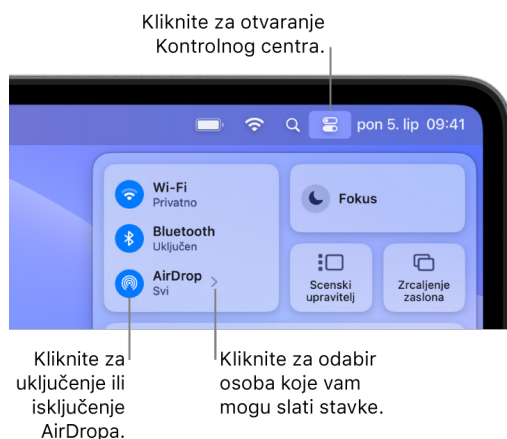 Kliknite za otvaranje
Kontrolnog centra.
pon 5. lip 09:41
Wi-Fi
Privatno
Bluetooth
Uključen
AirDrop
Svi
Fokus
Scenski
upravitelj
Zrcaljenje
zaslona
Kliknite za
uključenje ili
isključenje
AirDropa.
Kliknite za odabir
osoba koje vam
mogu slati stavke.